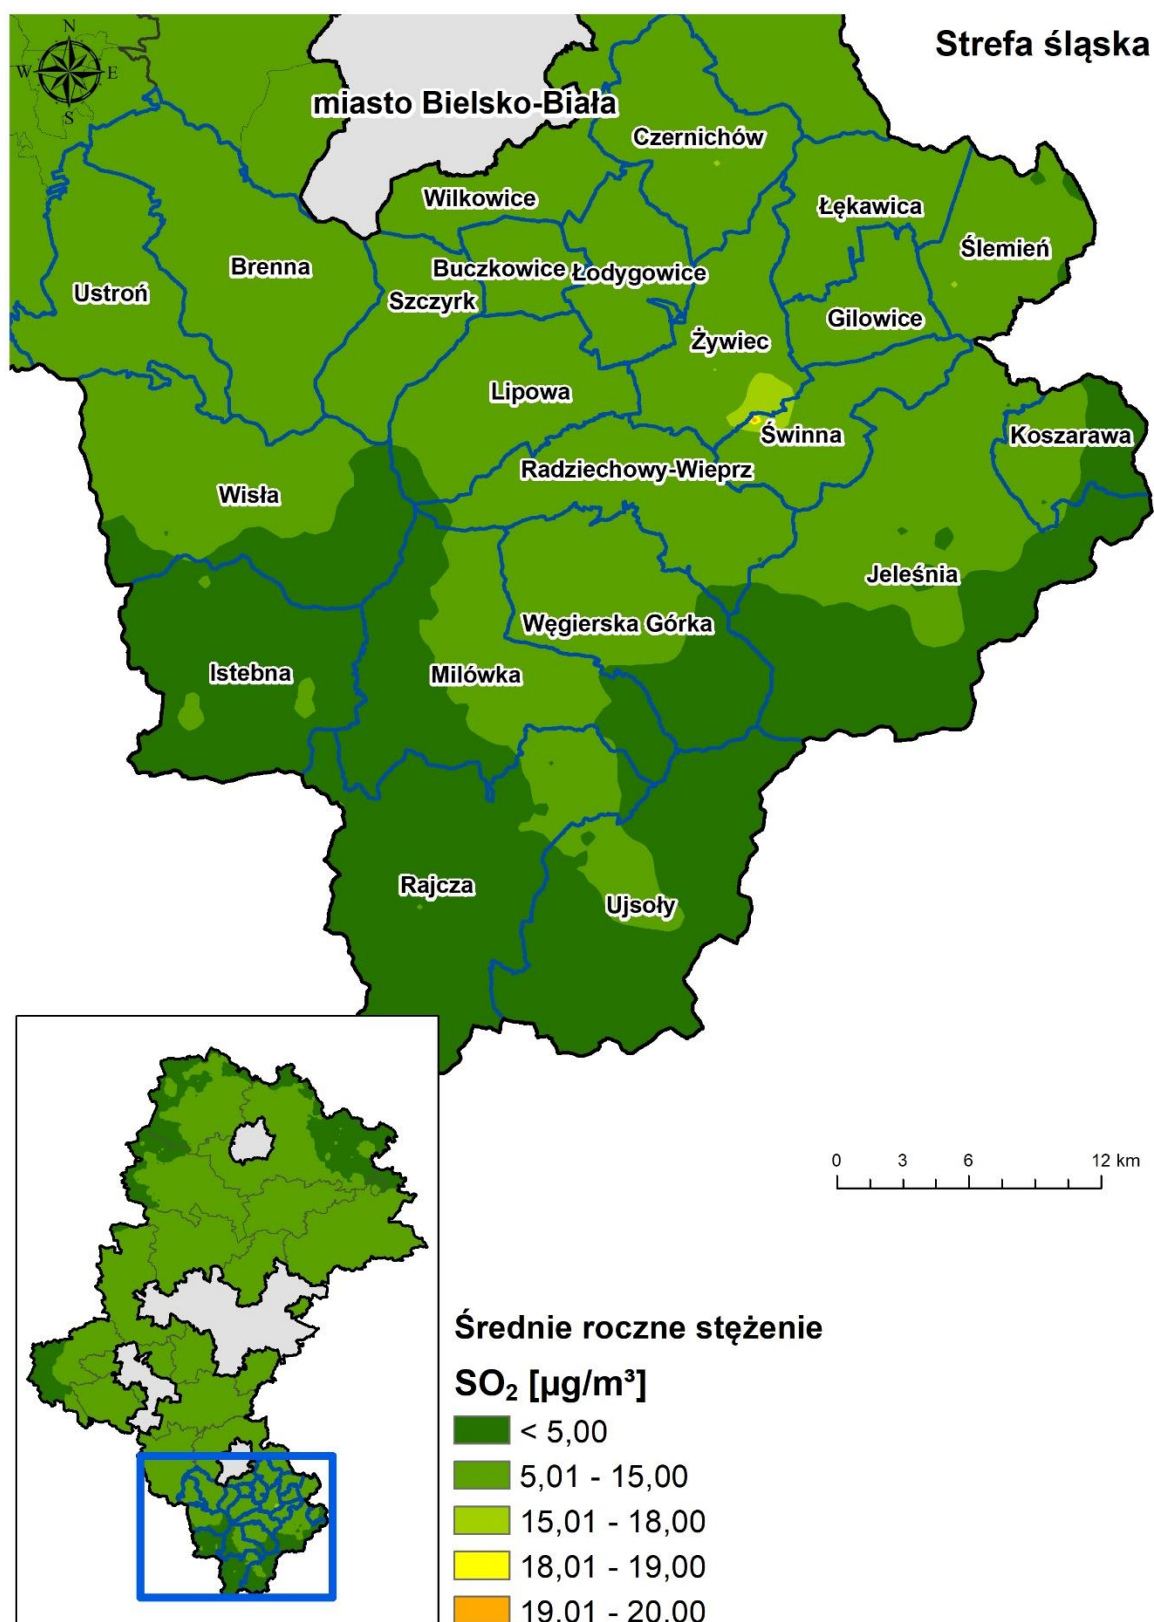 Strefa śląska
N
W E
S
miasto Bielsko-Biała
Czernichów
Wilkowice
Łękawica
Ślemień
Brenna
Buczkowice
Łodygowice
Ustroń
Szczyrk
Gilowice
Żywiec
Lipowa
Świnna
Koszarawa
Radziechowy-Wieprz
Wisła
Jeleśnia
Węgierska Górka
Istebna
Milówka
Rajcza
Ujsoły
0 3 6 12 km
Średnie roczne stężenie
SO₂ [µg/m³]
< 5,00
5,01 - 15,00
15,01 - 18,00
18,01 - 19,00
19,01 - 20,00